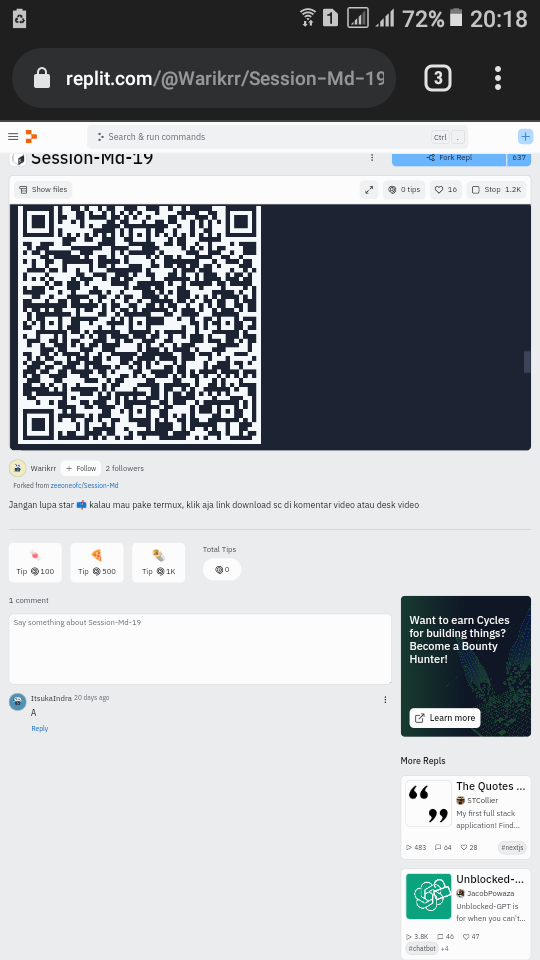 1
72%
20:18
replit.com/@Warikrr/Session-Md-19
3
Search & run commands
Ctrl
.
Session-Md-19
Fork Repl
637
Show files
0 tips
16
Stop
1.2K
Warikrr
+ Follow
2 followers
Forked from zeeoneofc/Session-Md
Jangan lupa star 📫 kalau mau pake termux, klik aja link download sc di komentar video atau desk video
Tip 100
Tip 500
Tip 1K
Total Tips
0
1 comment
Say something about Session-Md-19
ItsukaIndra 20 days ago
A
Reply
Want to earn Cycles
for building things?
Become a Bounty
Hunter!
Learn more
More Repls
The Quotes ...
STCollier
My first full stack
application! Find...
483
64
28
#nextjs
Unblocked-...
JacobPowaza
Unblocked-GPT is
for when you can't...
3.8K
46
47
#chatbot
+4